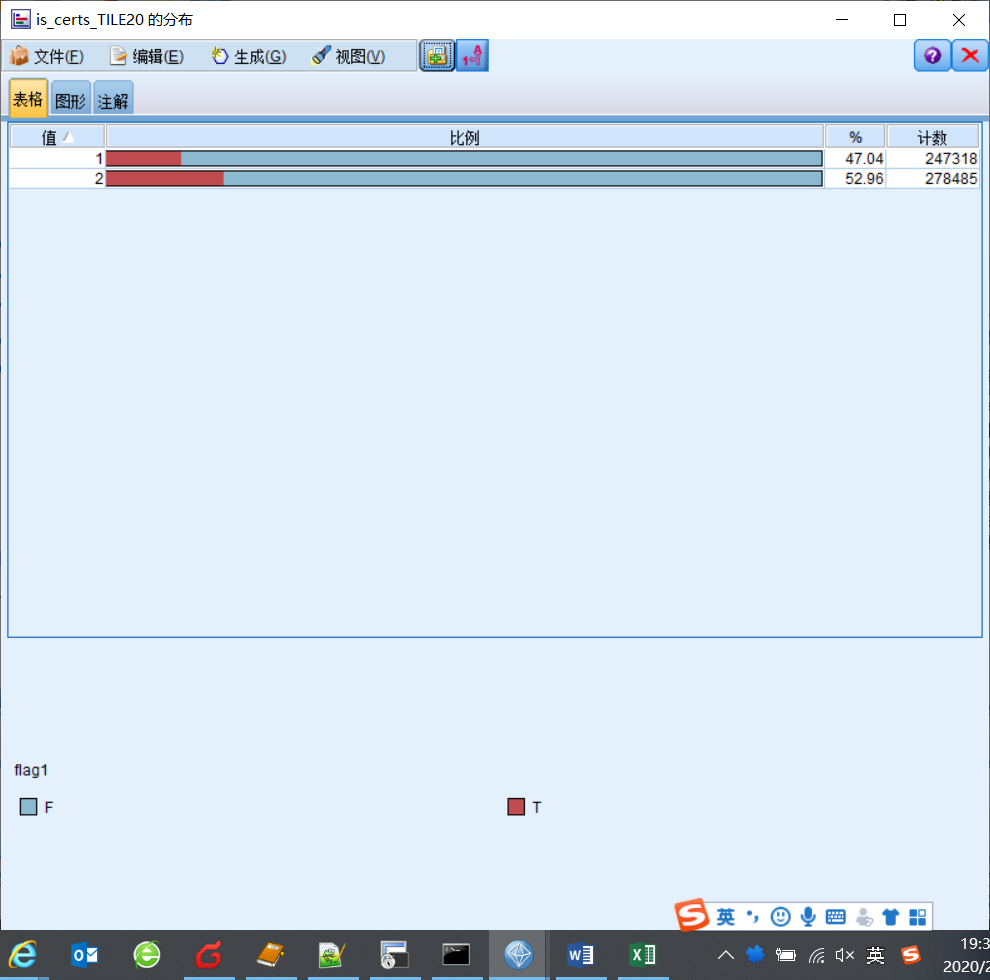 is_certs_TILE20 的分布
文件(F) 编辑(E) 生成(G) 视图(V)
表格 图形 注解
值 比例 % 计数
1 47.04 247318
2 52.96 278485
flag1
F T
英
英 19:3
2020/2